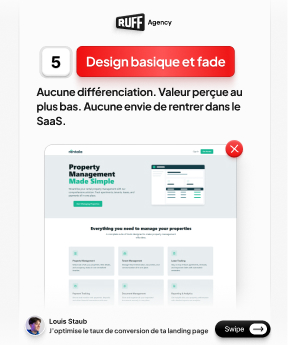 RUFF Agency
5 Design basique et fade
Aucune différenciation. Valeur perçue au
plus bas. Aucune envie de rentrer dans le
SaaS.
Property
Management
Made Simple
Everything you need to manage your properties
Louis Staub
J'optimise le taux de conversion de ta landing page
Swipe